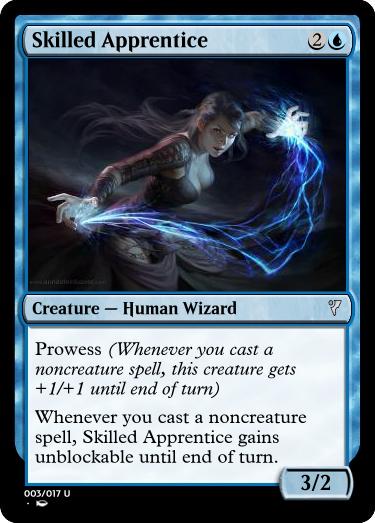 Skilled Apprentice 2
Creature — Human Wizard
Prowess (Whenever you cast a
noncreature spell, this creature gets
+1/+1 until end of turn)
Whenever you cast a noncreature
spell, Skilled Apprentice gains
unblockable until end of turn.
3/2
003/017 U